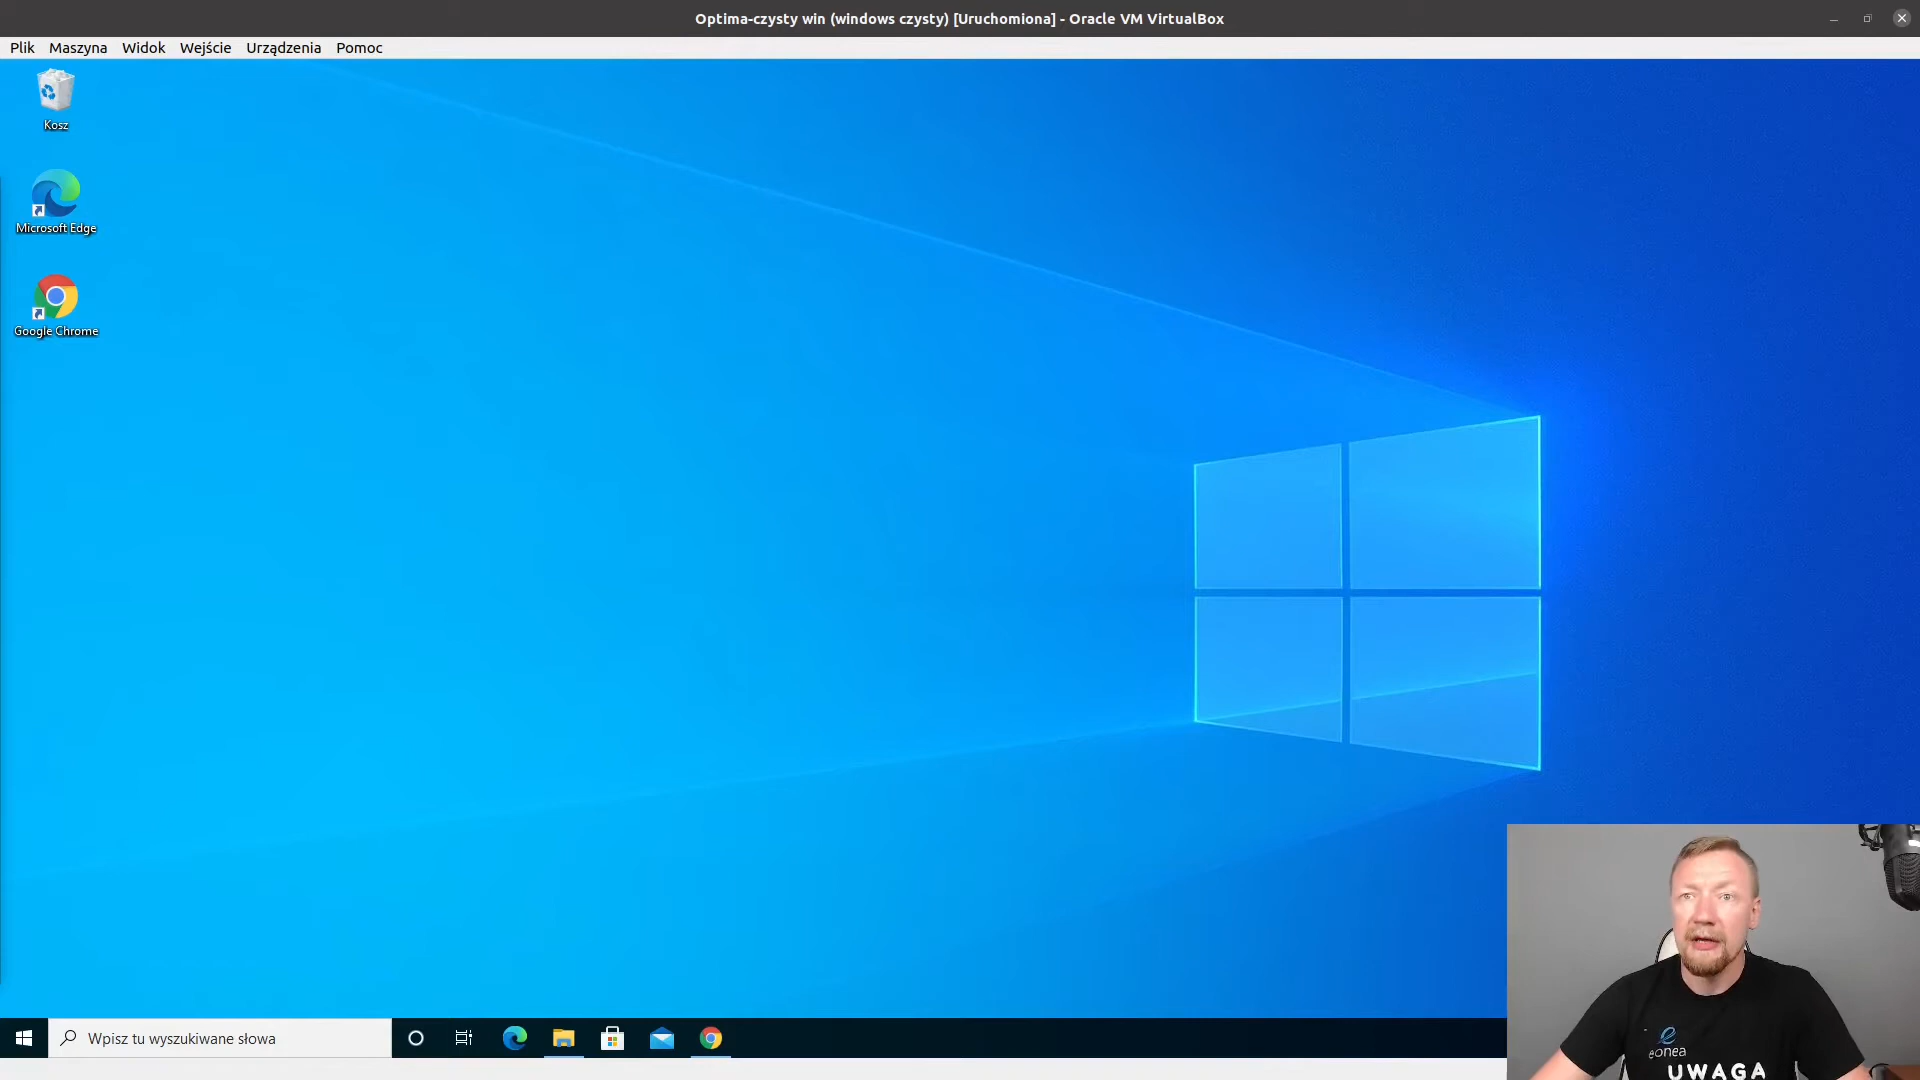 Optima-czysty win (windows czysty) [Uruchomiona] - Oracle VM VirtualBox
Plik Maszyna Widok Wejście Urządzenia Pomoc
Kosz
Microsoft Edge
Google Chrome
Wpisz tu wyszukiwane słowa
eonea
UWAGA